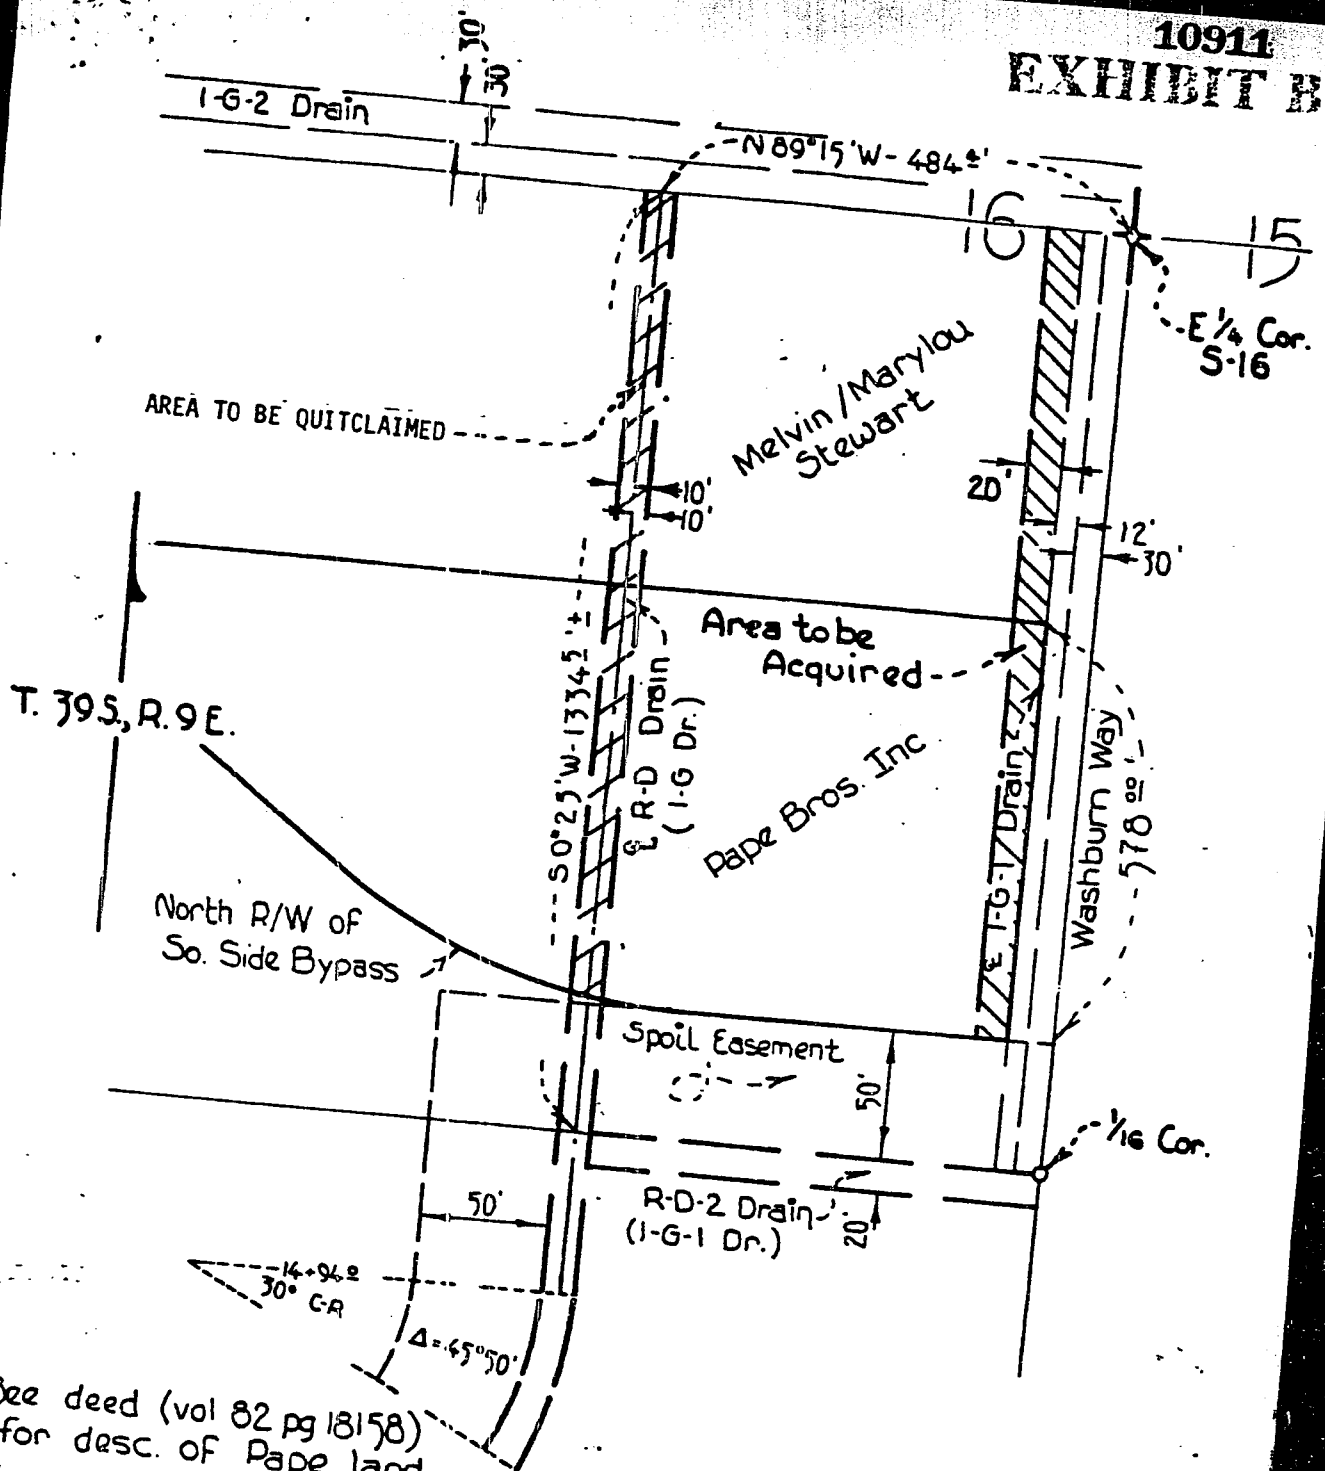 10911
EXHIBIT B
30'
30'
1-G-2 Drain
N 89°15'W - 484±'
16
15
E 1/4 Cor.
S-16
Melvin/Marylou
Stewart
AREA TO BE QUITCLAIMED
10'
10'
20'
12'
30'
Area to be
Acquired
T. 39S., R. 9E.
S 0°25'W - 1334.5'±
℄ R-D Drain
(1-G Dr.)
Pape Bros. Inc
℄ 1-G-1 Drain
Washburn Way
578.00'
North R/W of
So. Side Bypass
Spoil Easement
50'
1/16 Cor.
R-D-2 Drain
(1-G-1 Dr.)
20'
50'
30° C-R
Δ=45°50'
See deed (vol 82 pg 18158)
for desc. of Pape land